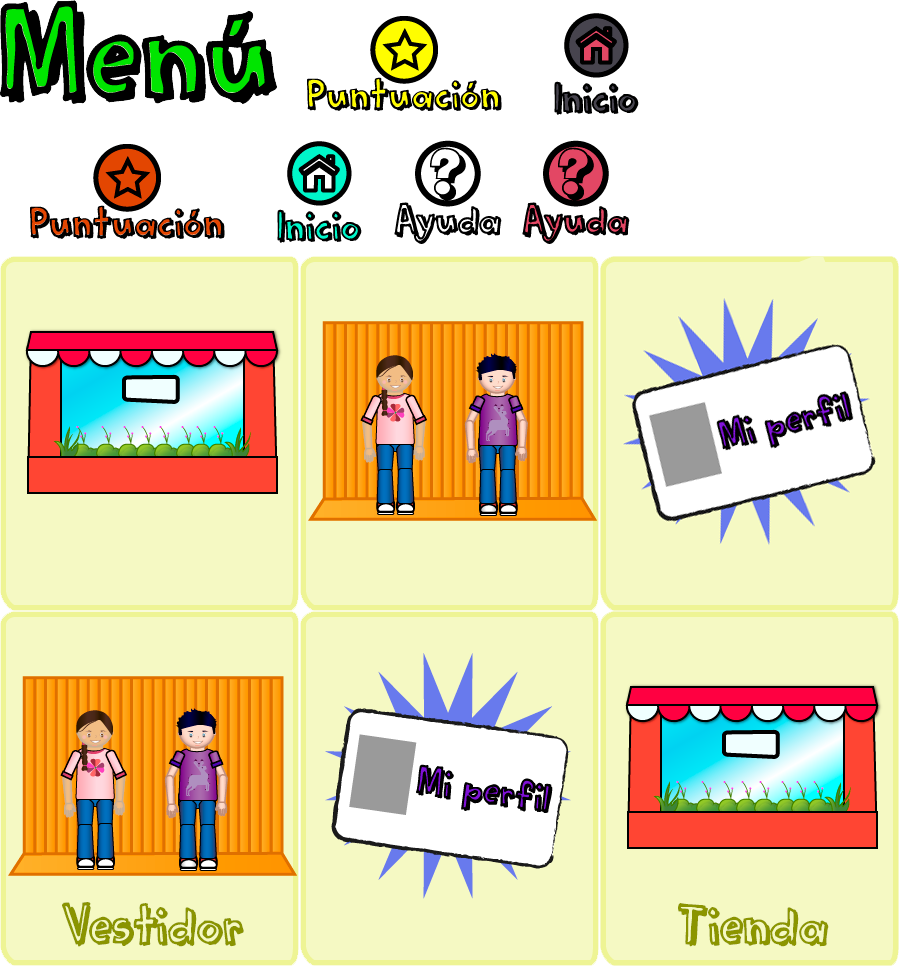 Menú
Puntuación
Inicio
Puntuación
Inicio
Ayuda
Ayuda
Mi perfil
Mi perfil
Vestidor
Tienda